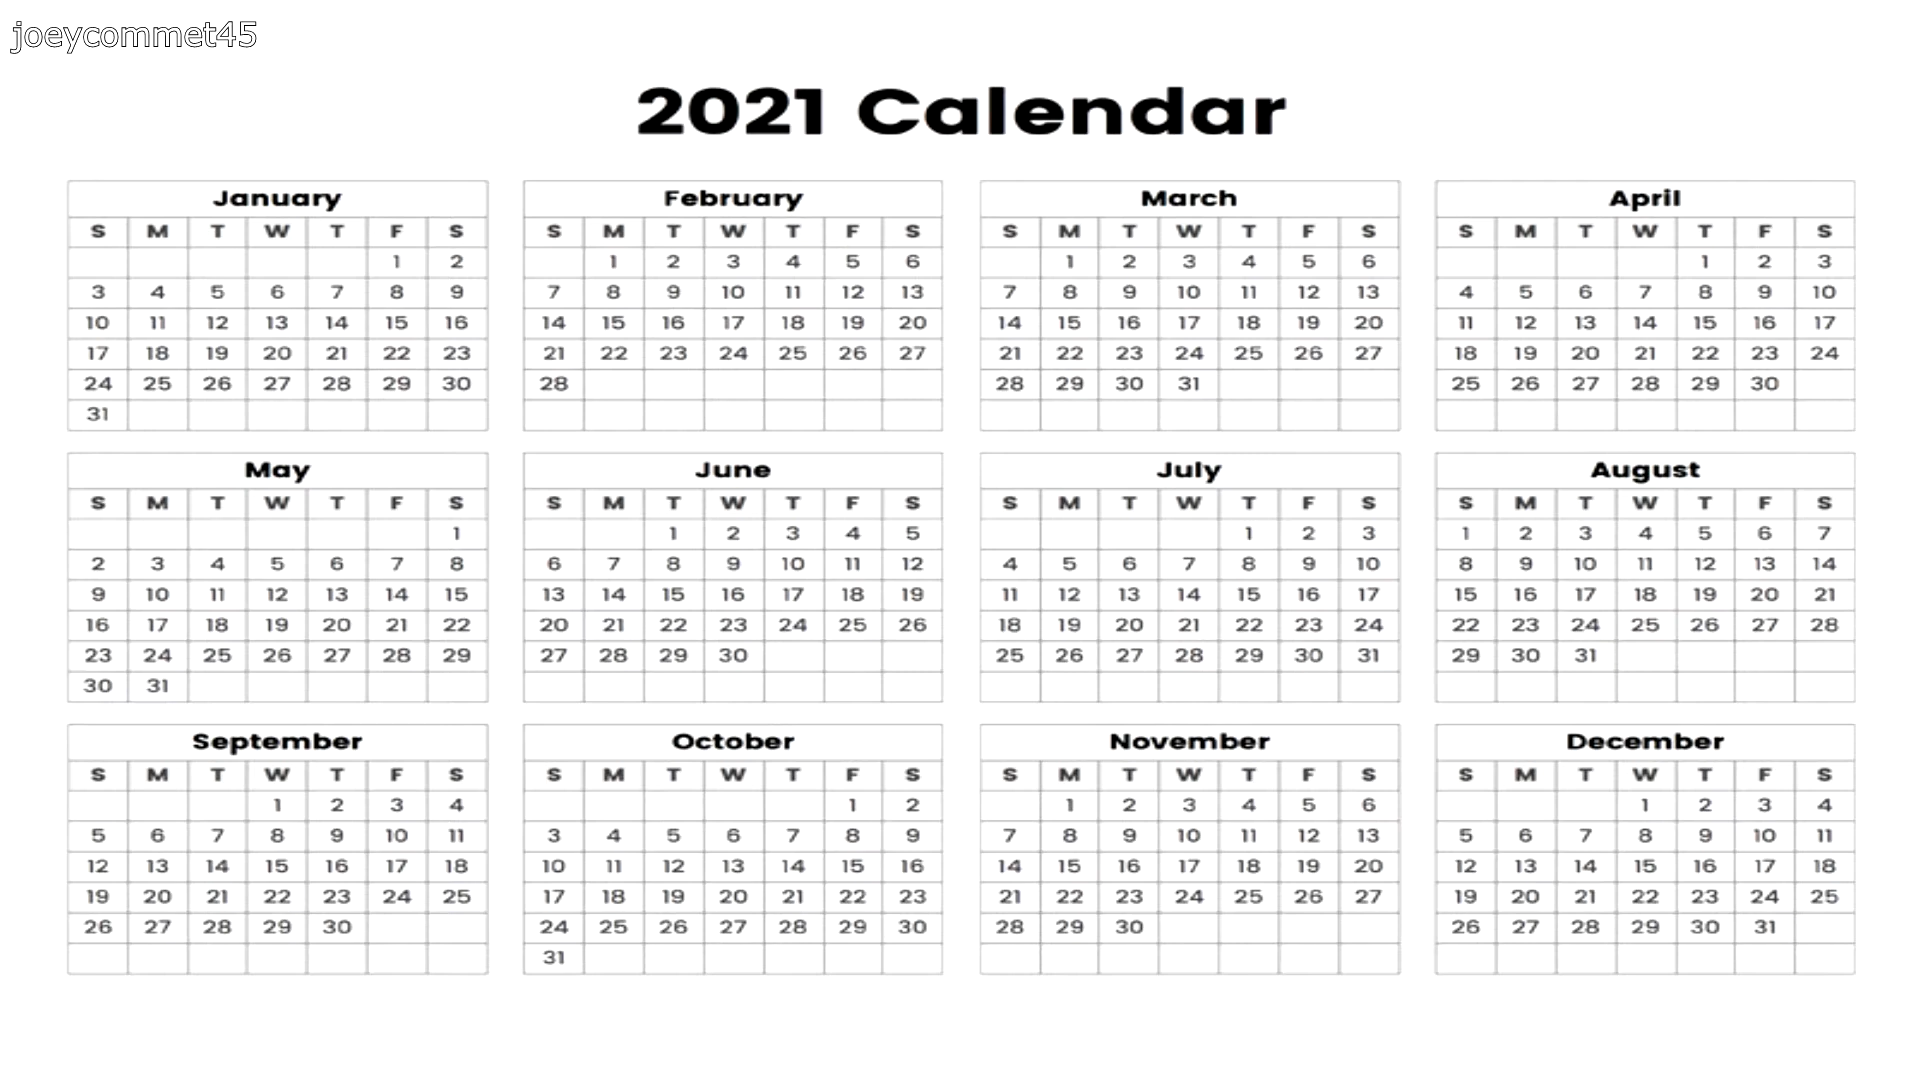 joeycommet45
2021 Calendar
January
S M T W T F S
1 2
3 4 5 6 7 8 9
10 11 12 13 14 15 16
17 18 19 20 21 22 23
24 25 26 27 28 29 30
31
February
S M T W T F S
1 2 3 4 5 6
7 8 9 10 11 12 13
14 15 16 17 18 19 20
21 22 23 24 25 26 27
28
March
S M T W T F S
1 2 3 4 5 6
7 8 9 10 11 12 13
14 15 16 17 18 19 20
21 22 23 24 25 26 27
28 29 30 31
April
S M T W T F S
1 2 3
4 5 6 7 8 9 10
11 12 13 14 15 16 17
18 19 20 21 22 23 24
25 26 27 28 29 30
May
S M T W T F S
1
2 3 4 5 6 7 8
9 10 11 12 13 14 15
16 17 18 19 20 21 22
23 24 25 26 27 28 29
30 31
June
S M T W T F S
1 2 3 4 5
6 7 8 9 10 11 12
13 14 15 16 17 18 19
20 21 22 23 24 25 26
27 28 29 30
July
S M T W T F S
1 2 3
4 5 6 7 8 9 10
11 12 13 14 15 16 17
18 19 20 21 22 23 24
25 26 27 28 29 30 31
August
S M T W T F S
1 2 3 4 5 6 7
8 9 10 11 12 13 14
15 16 17 18 19 20 21
22 23 24 25 26 27 28
29 30 31
September
S M T W T F S
1 2 3 4
5 6 7 8 9 10 11
12 13 14 15 16 17 18
19 20 21 22 23 24 25
26 27 28 29 30
October
S M T W T F S
1 2
3 4 5 6 7 8 9
10 11 12 13 14 15 16
17 18 19 20 21 22 23
24 25 26 27 28 29 30
31
November
S M T W T F S
1 2 3 4 5 6
7 8 9 10 11 12 13
14 15 16 17 18 19 20
21 22 23 24 25 26 27
28 29 30
December
S M T W T F S
1 2 3 4
5 6 7 8 9 10 11
12 13 14 15 16 17 18
19 20 21 22 23 24 25
26 27 28 29 30 31